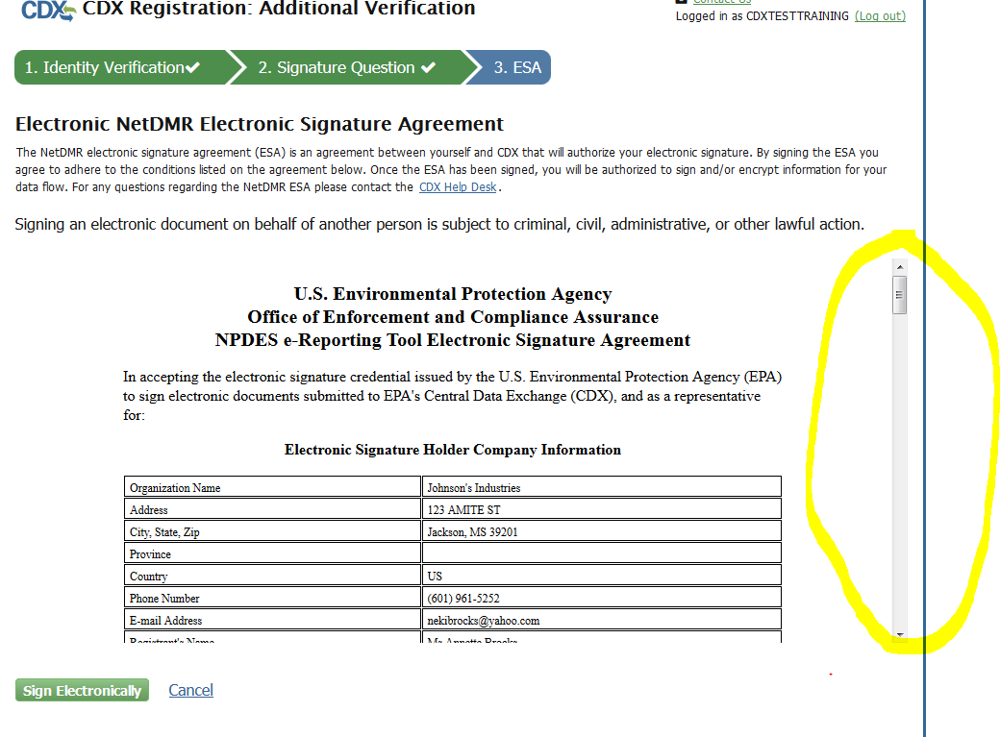 CDX CDX Registration: Additional Verification
Contact Us
Logged in as CDXTESTTRAINING (Log out)
1. Identity Verification
2. Signature Question
3. ESA
Electronic NetDMR Electronic Signature Agreement
The NetDMR electronic signature agreement (ESA) is an agreement between yourself and CDX that will authorize your electronic signature. By signing the ESA you
agree to adhere to the conditions listed on the agreement below. Once the ESA has been signed, you will be authorized to sign and/or encrypt information for your
data flow. For any questions regarding the NetDMR ESA please contact the CDX Help Desk.
Signing an electronic document on behalf of another person is subject to criminal, civil, administrative, or other lawful action.
U.S. Environmental Protection Agency
Office of Enforcement and Compliance Assurance
NPDES e-Reporting Tool Electronic Signature Agreement
In accepting the electronic signature credential issued by the U.S. Environmental Protection Agency (EPA)
to sign electronic documents submitted to EPA's Central Data Exchange (CDX), and as a representative
for:
Electronic Signature Holder Company Information
Organization Name Johnson's Industries
Address 123 AMITE ST
City, State, Zip Jackson, MS 39201
Province
Country US
Phone Number (601) 961-5252
E-mail Address nekibrocks@yahoo.com
Registrant's Name Ms Annette Brocks
Sign Electronically Cancel